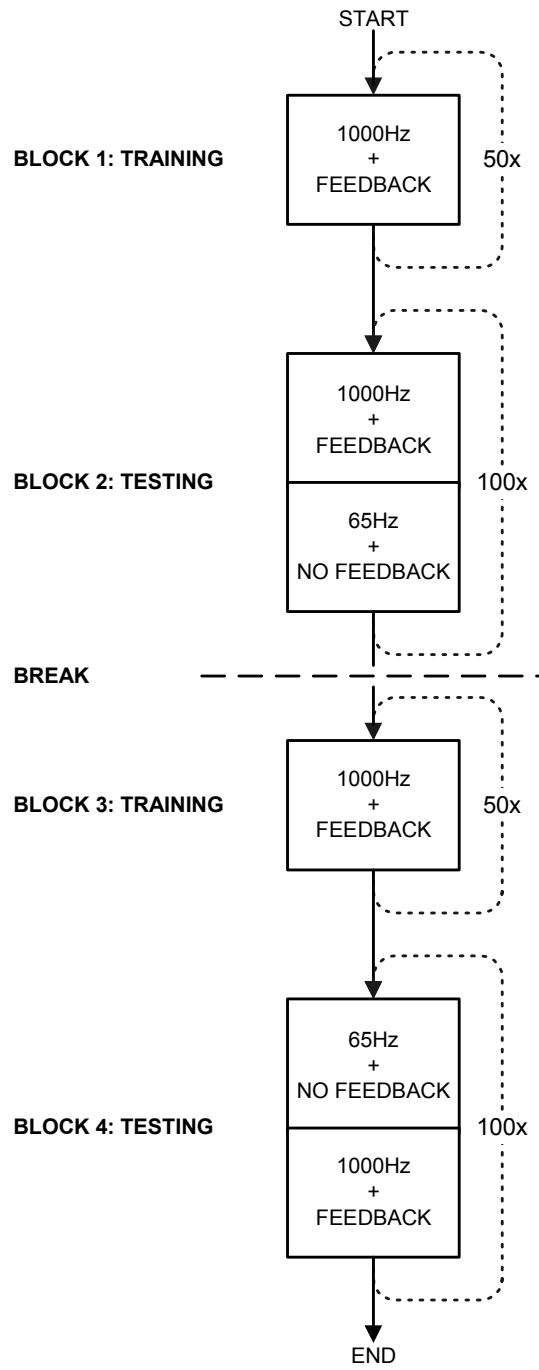 START
BLOCK 1: TRAINING
1000Hz
+
FEEDBACK
50x
BLOCK 2: TESTING
1000Hz
+
FEEDBACK
65Hz
+
NO FEEDBACK
100x
BREAK
BLOCK 3: TRAINING
1000Hz
+
FEEDBACK
50x
BLOCK 4: TESTING
65Hz
+
NO FEEDBACK
1000Hz
+
FEEDBACK
100x
END